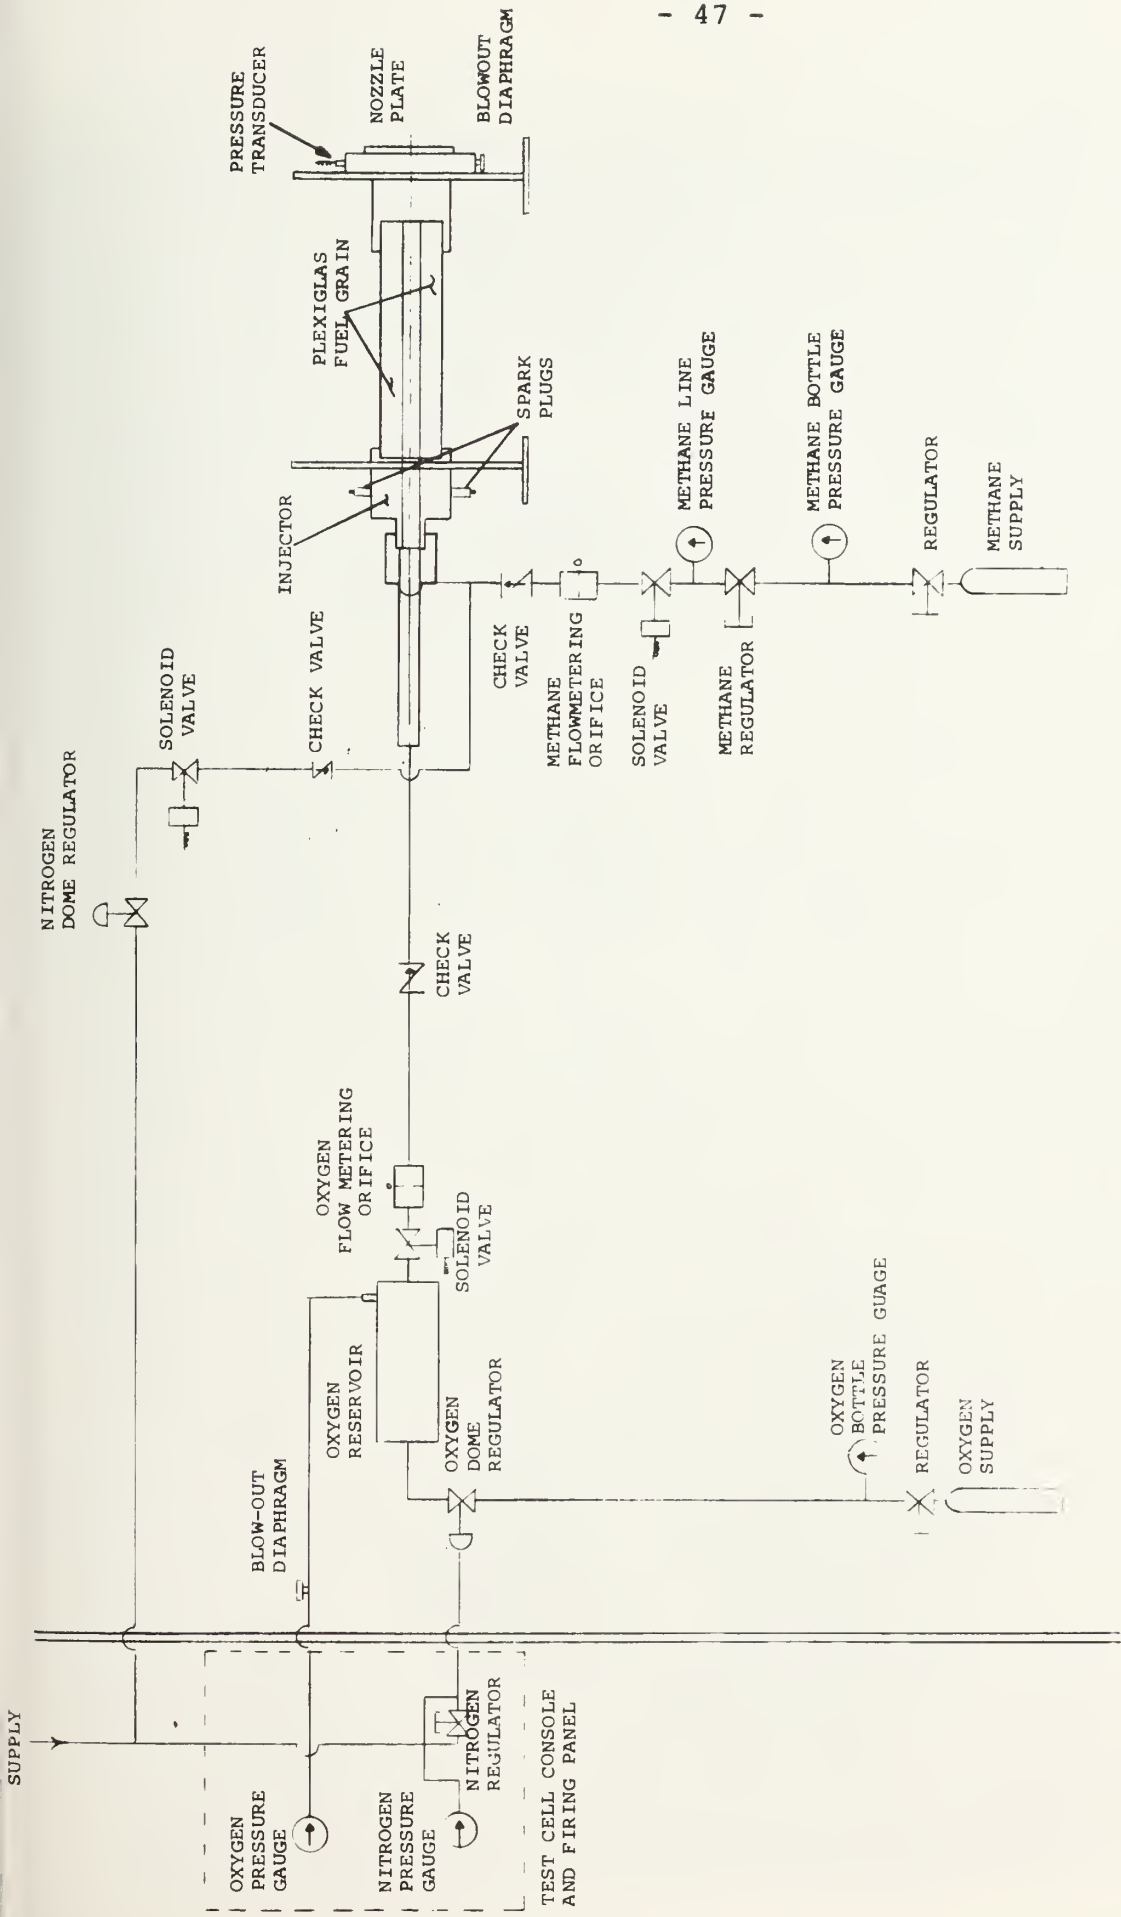 - 47 -
SUPPLY
NITROGEN
DOME REGULATOR
SOLENOID
VALVE
CHECK VALVE
INJECTOR
PLEXIGLAS
FUEL GRAIN
PRESSURE
TRANSDUCER
NOZZLE
PLATE
BLOWOUT
DIAPHRAGM
SPARK
PLUGS
BLOW-OUT
DIAPHRAGM
OXYGEN
RESERVOIR
OXYGEN
FLOW METERING
ORIFICE
SOLENOID
VALVE
CHECK
VALVE
OXYGEN
DOME
REGULATOR
OXYGEN
PRESSURE
GAUGE
NITROGEN
PRESSURE
GAUGE
NITROGEN
REGULATOR
TEST CELL CONSOLE
AND FIRING PANEL
CHECK
VALVE
METHANE
FLOWMETERING
ORIFICE
SOLENOID
VALVE
METHANE
REGULATOR
METHANE LINE
PRESSURE GAUGE
METHANE BOTTLE
PRESSURE GAUGE
REGULATOR
METHANE
SUPPLY
OXYGEN
BOTTLE
PRESSURE GUAGE
REGULATOR
OXYGEN
SUPPLY